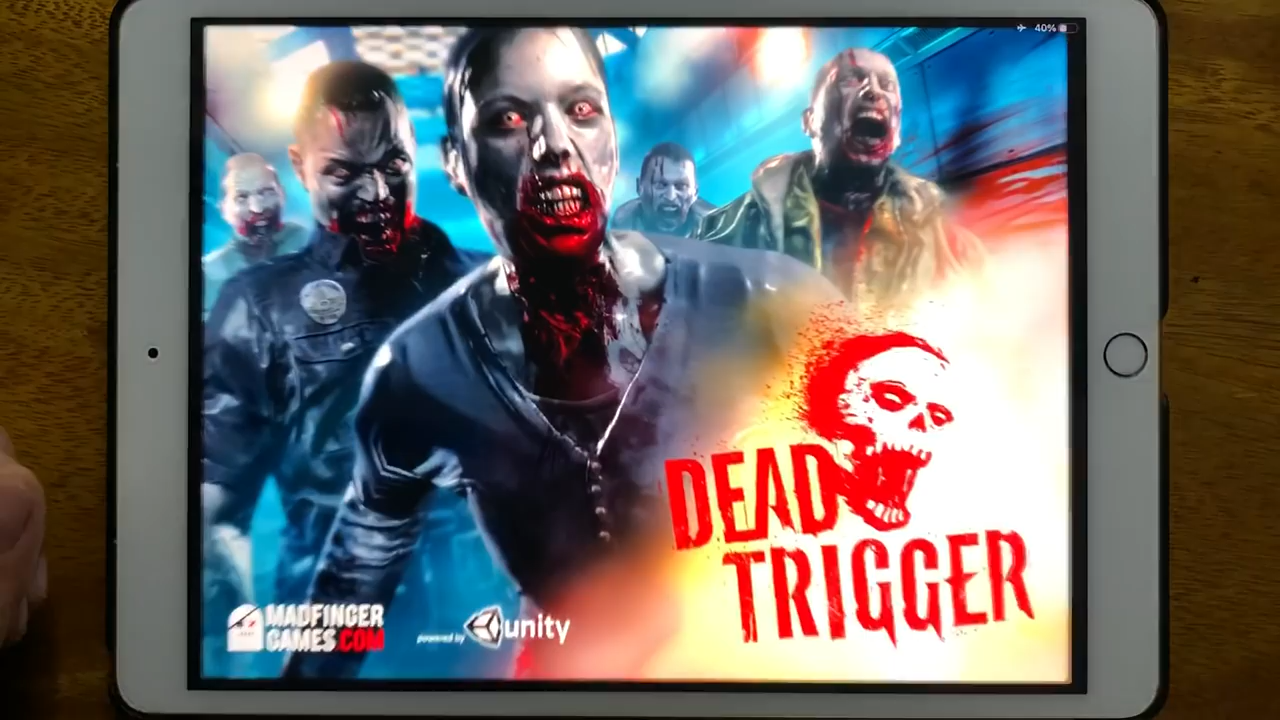 40%
DEAD
TRIGGER
MADFINGER
GAMES.COM
powered by unity